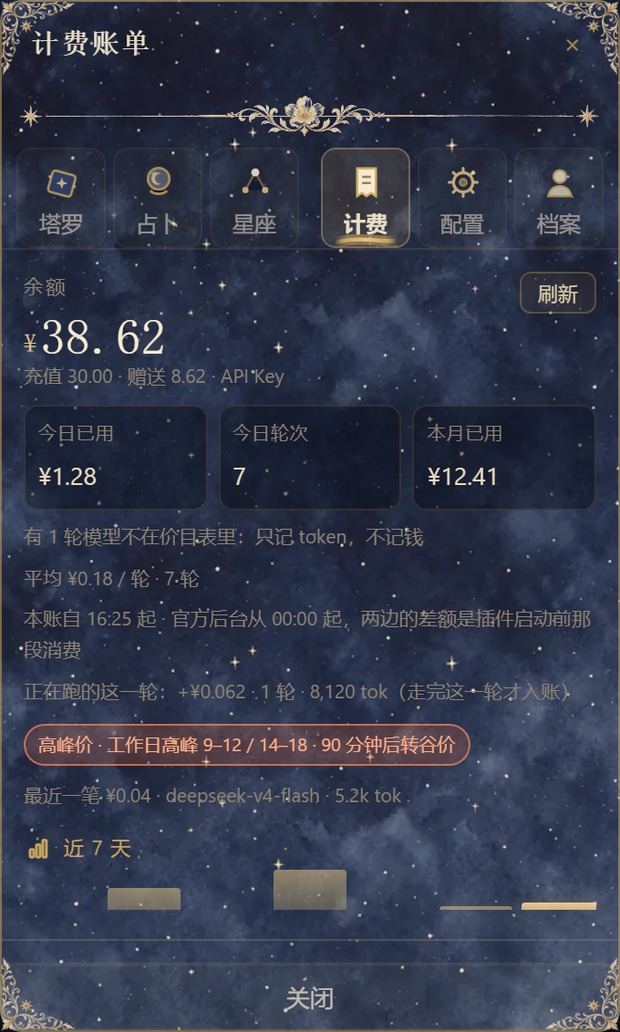 计费账单
×
塔罗
占卜
星座
计费
配置
档案
余额
刷新
¥38.62
充值 30.00 · 赠送 8.62 · API Key
今日已用
今日轮次
本月已用
¥1.28
7
¥12.41
有 1 轮模型不在价目表里：只记 token，不记钱
平均 ¥0.18 / 轮 · 7 轮
本账自 16:25 起 · 官方后台从 00:00 起，两边的差额是插件启动前那
段消费
正在跑的这一轮：+¥0.062 · 1 轮 · 8,120 tok（走完这一轮才入账）
高峰价 · 工作日高峰 9–12 / 14–18 · 90 分钟后转谷价
最近一笔 ¥0.04 · deepseek-v4-flash · 5.2k tok
近 7 天
关闭